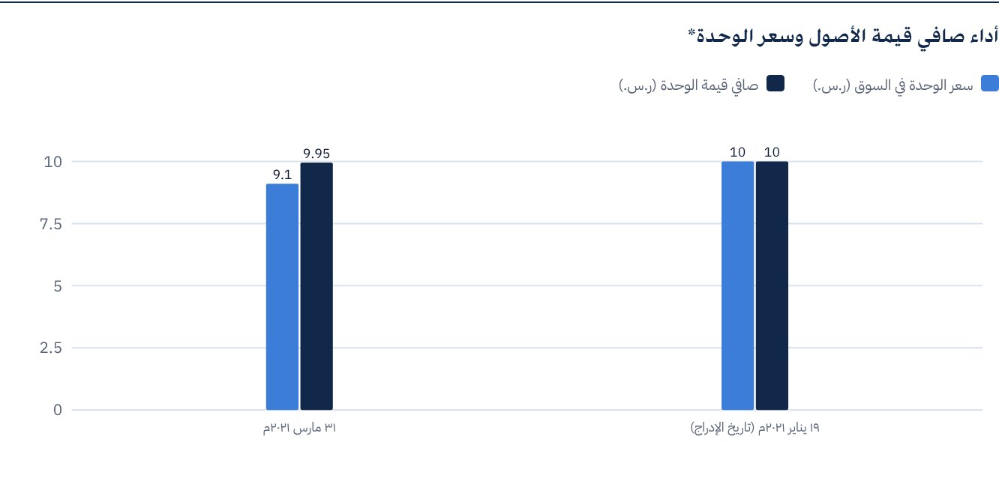 أداء صافي قيمة الأصول وسعر الوحدة*
سعر الوحدة في السوق (ر.س.) صافي قيمة الوحدة (ر.س.)
10 10
9.1 9.95
10
7.5
5
2.5
0
١٩ يناير ٢٠٢١م (تاريخ الإدراج) ٣١ مارس ٢٠٢١م